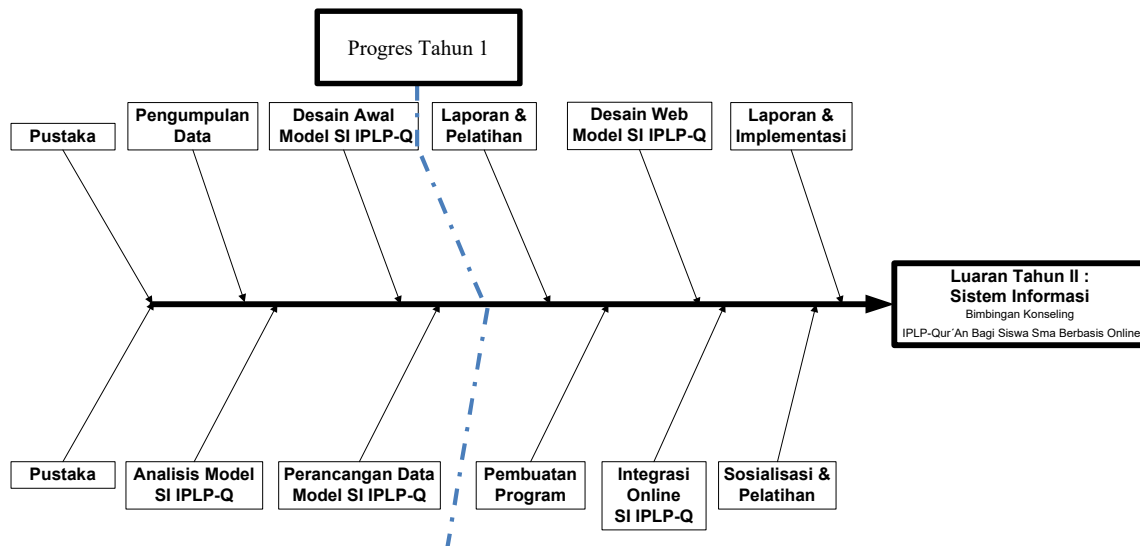 Progres Tahun 1
Pustaka
Pengumpulan
Data
Desain Awal
Model SI IPLP-Q
Laporan &
Pelatihan
Desain Web
Model SI IPLP-Q
Laporan &
Implementasi
Luaran Tahun II :
Sistem Informasi
Bimbingan Konseling
IPLP-Qur´An Bagi Siswa Sma Berbasis Online
Pustaka
Analisis Model
SI IPLP-Q
Perancangan Data
Model SI IPLP-Q
Pembuatan
Program
Integrasi
Online
SI IPLP-Q
Sosialisasi &
Pelatihan